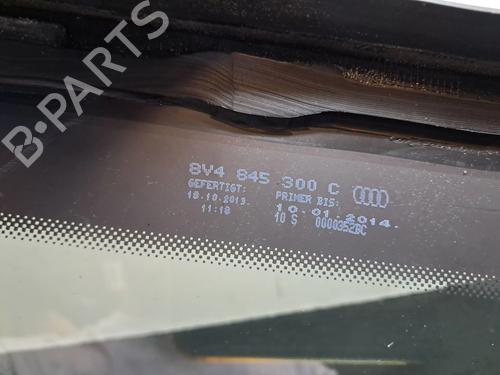 B-PARTS
8V4 845 300 C
GEFERTIGT: PRIMER BIS:
18.10.2013. 10.01.2014.
11:18 10 S 0000352BC